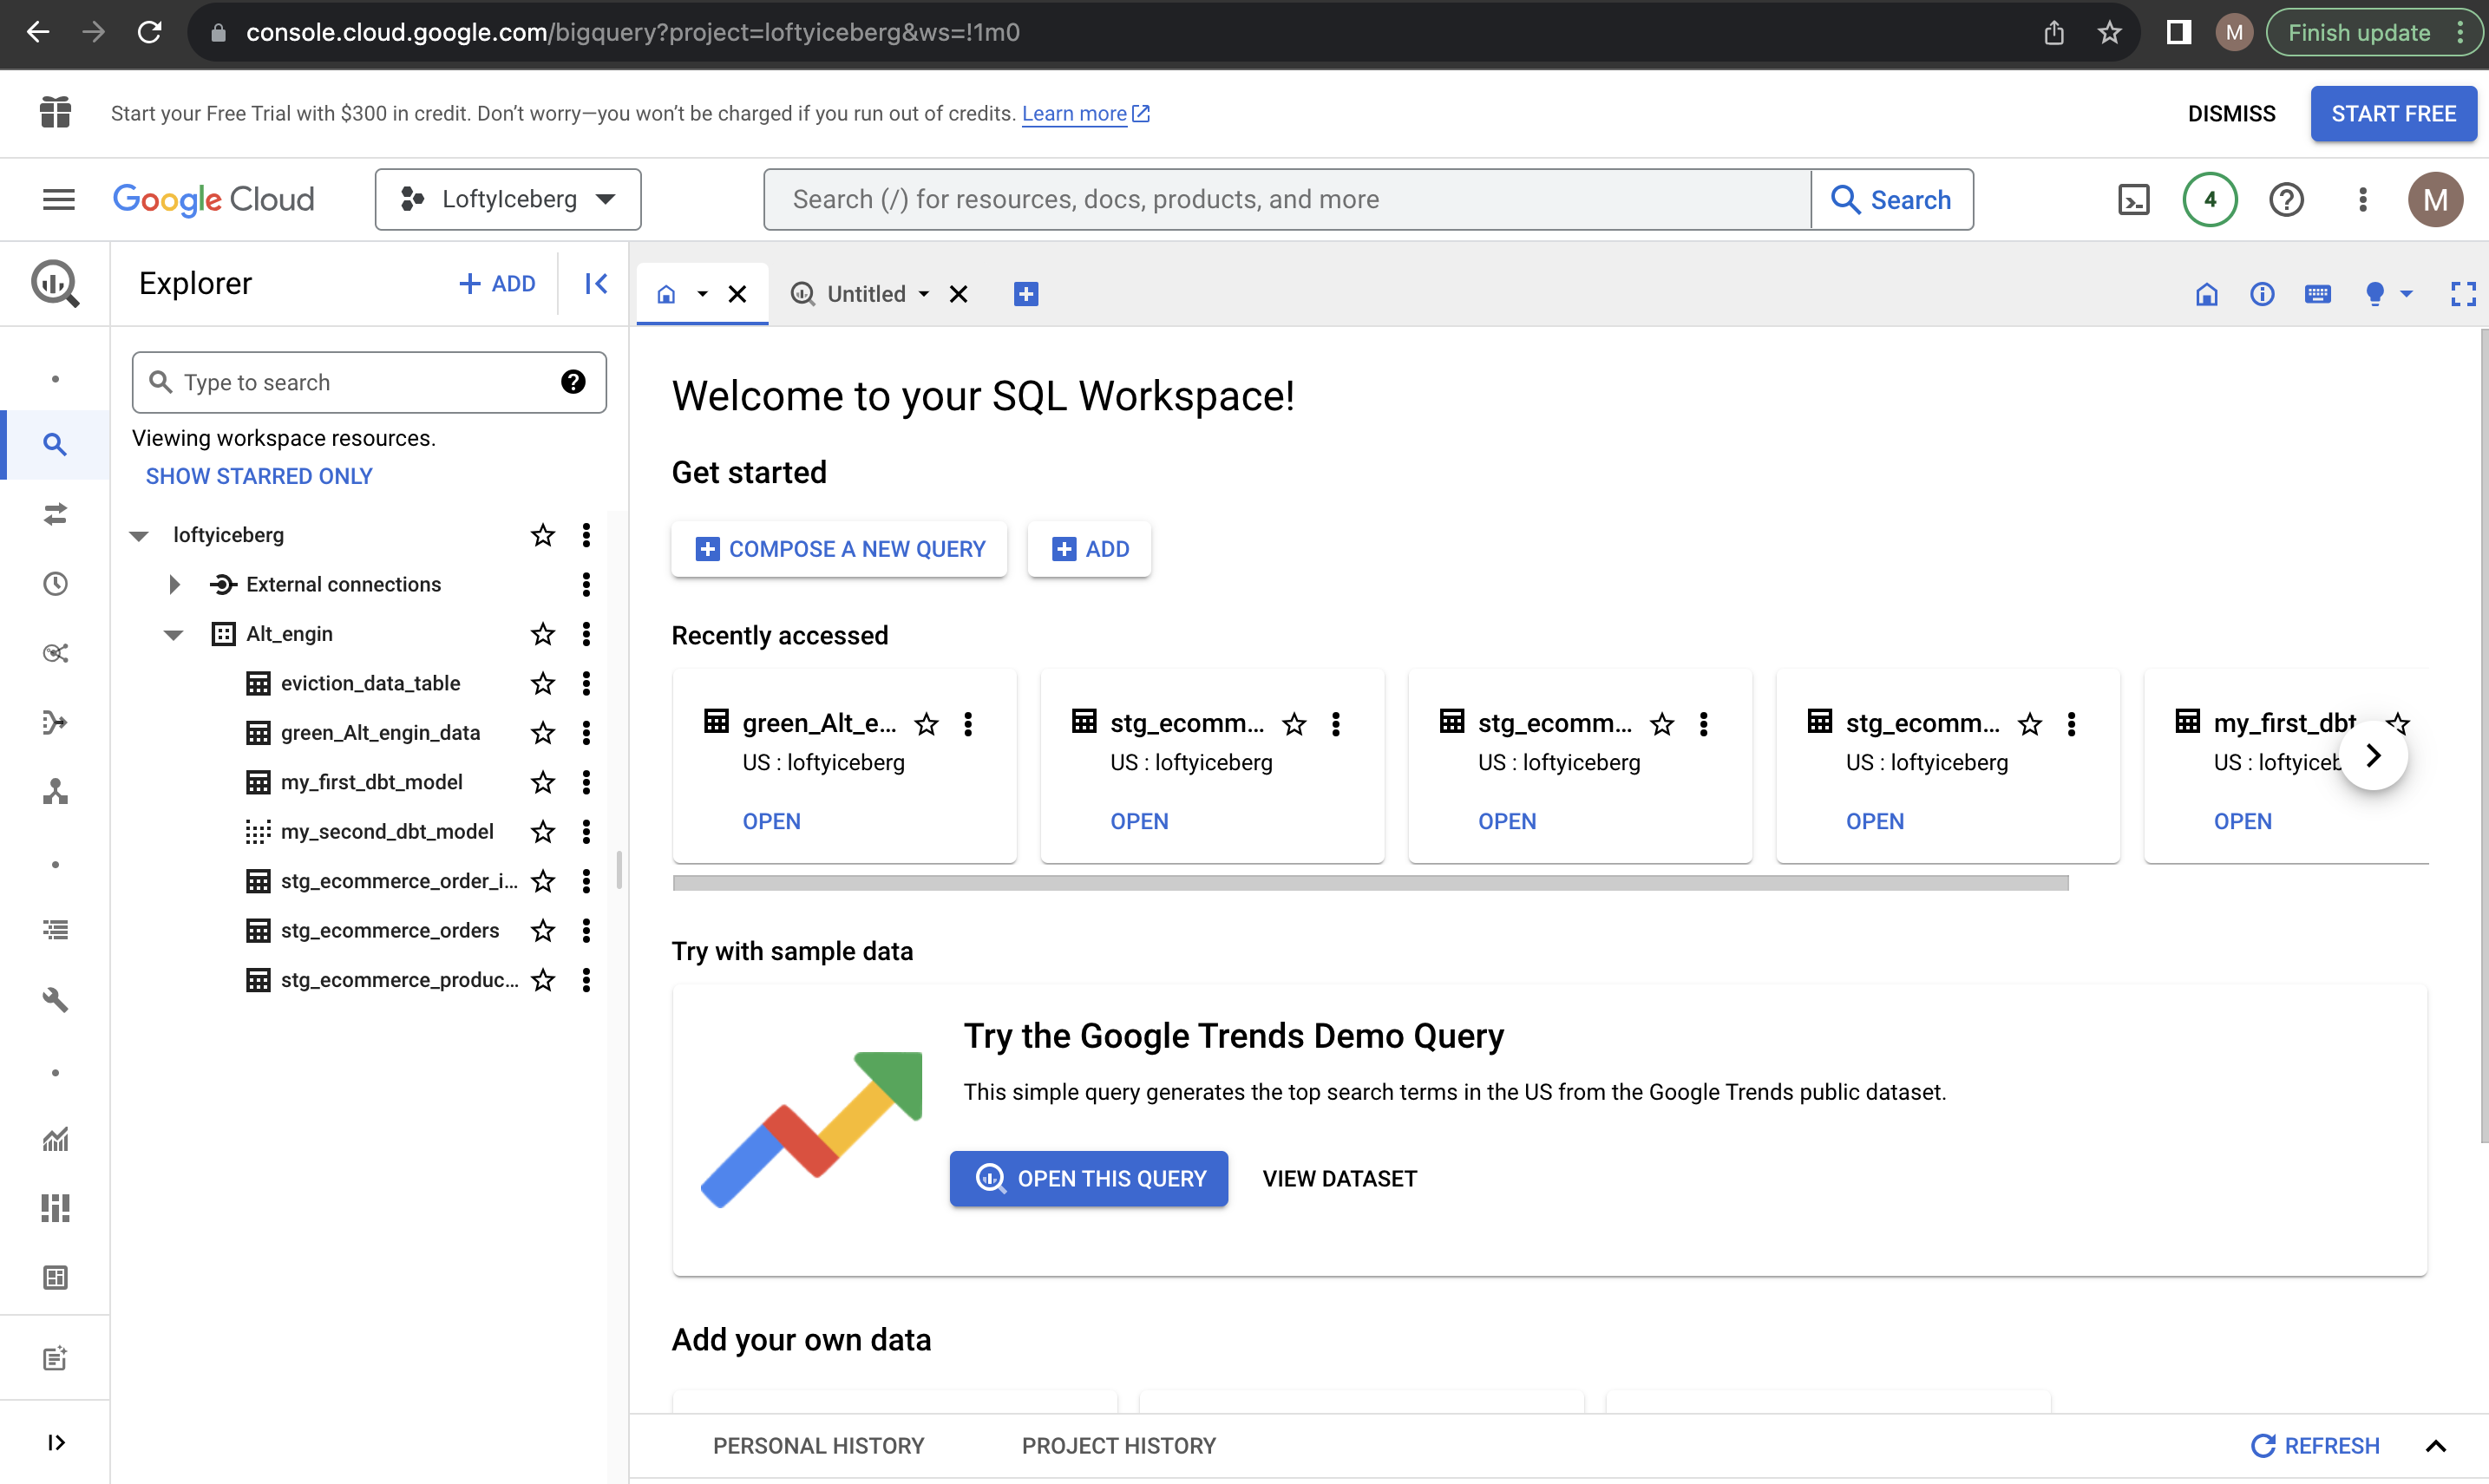 console.cloud.google.com/bigquery?project=loftyiceberg&ws=!1m0
M
Finish update
Start your Free Trial with $300 in credit. Don't worry—you won't be charged if you run out of credits. Learn more
DISMISS
START FREE
Google Cloud
LoftyIceberg
Search (/) for resources, docs, products, and more
Search
4
M
Explorer
+ ADD
Untitled
Type to search
Viewing workspace resources.
SHOW STARRED ONLY
loftyiceberg
External connections
Alt_engin
eviction_data_table
green_Alt_engin_data
my_first_dbt_model
my_second_dbt_model
stg_ecommerce_order_i...
stg_ecommerce_orders
stg_ecommerce_produc...
Welcome to your SQL Workspace!
Get started
COMPOSE A NEW QUERY
ADD
Recently accessed
green_Alt_e...
US : loftyiceberg
OPEN
stg_ecomm...
US : loftyiceberg
OPEN
stg_ecomm...
US : loftyiceberg
OPEN
stg_ecomm...
US : loftyiceberg
OPEN
my_first_dbt
US : loftyiceb
OPEN
Try with sample data
Try the Google Trends Demo Query
This simple query generates the top search terms in the US from the Google Trends public dataset.
OPEN THIS QUERY
VIEW DATASET
Add your own data
PERSONAL HISTORY
PROJECT HISTORY
REFRESH